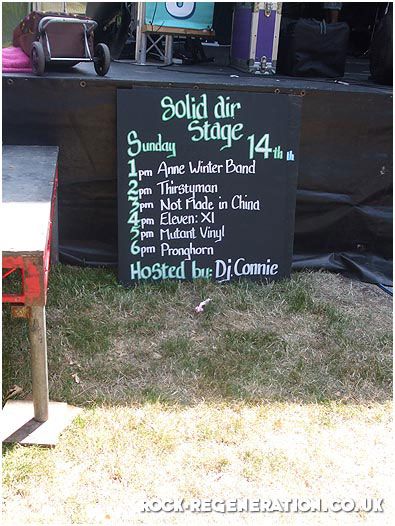 Solid air
Stage
Sunday 14th th
1pm Anne Winter Band
2pm Thirstyman
3pm Not Made in China
4pm Eleven: XI
5pm Mutant Vinyl
6pm Pronghorn
Hosted by: Dj. Connie
ROCK-REGENERATION.CO.UK